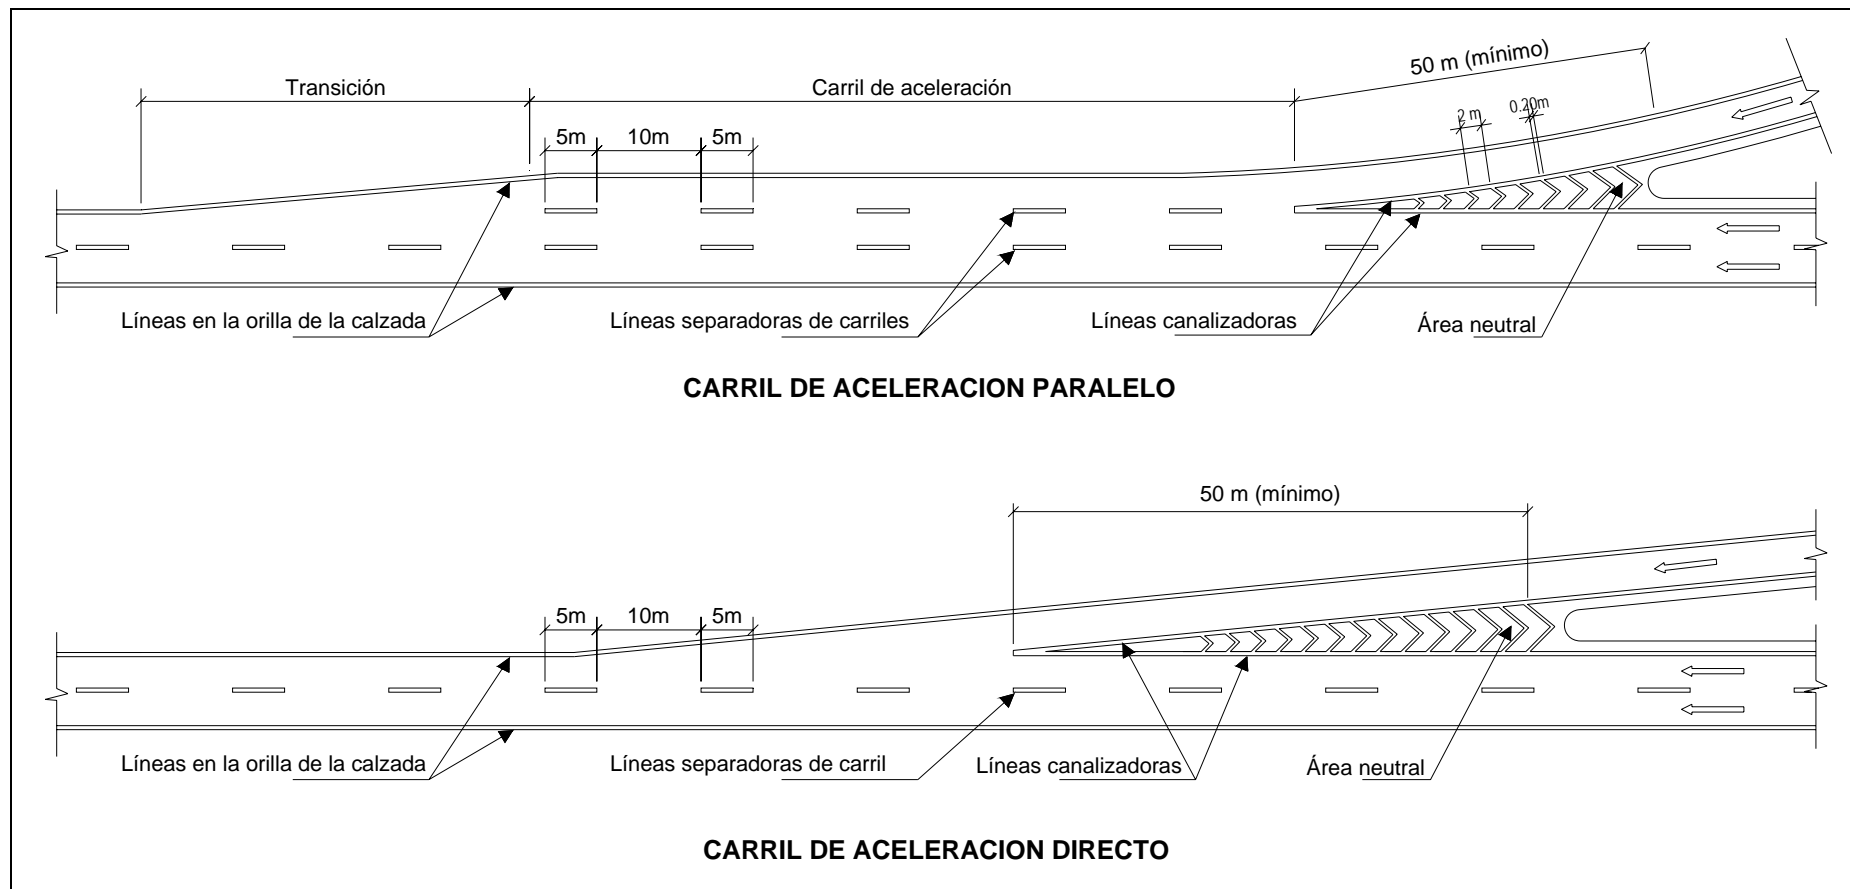 50 m (mínimo)
Transición
Carril de aceleración
2 m
0.20m
5m
10m
5m
Líneas en la orilla de la calzada
Líneas separadoras de carriles
Líneas canalizadoras
Área neutral
CARRIL DE ACELERACION PARALELO
50 m (mínimo)
5m
10m
5m
Líneas en la orilla de la calzada
Líneas separadoras de carril
Líneas canalizadoras
Área neutral
CARRIL DE ACELERACION DIRECTO